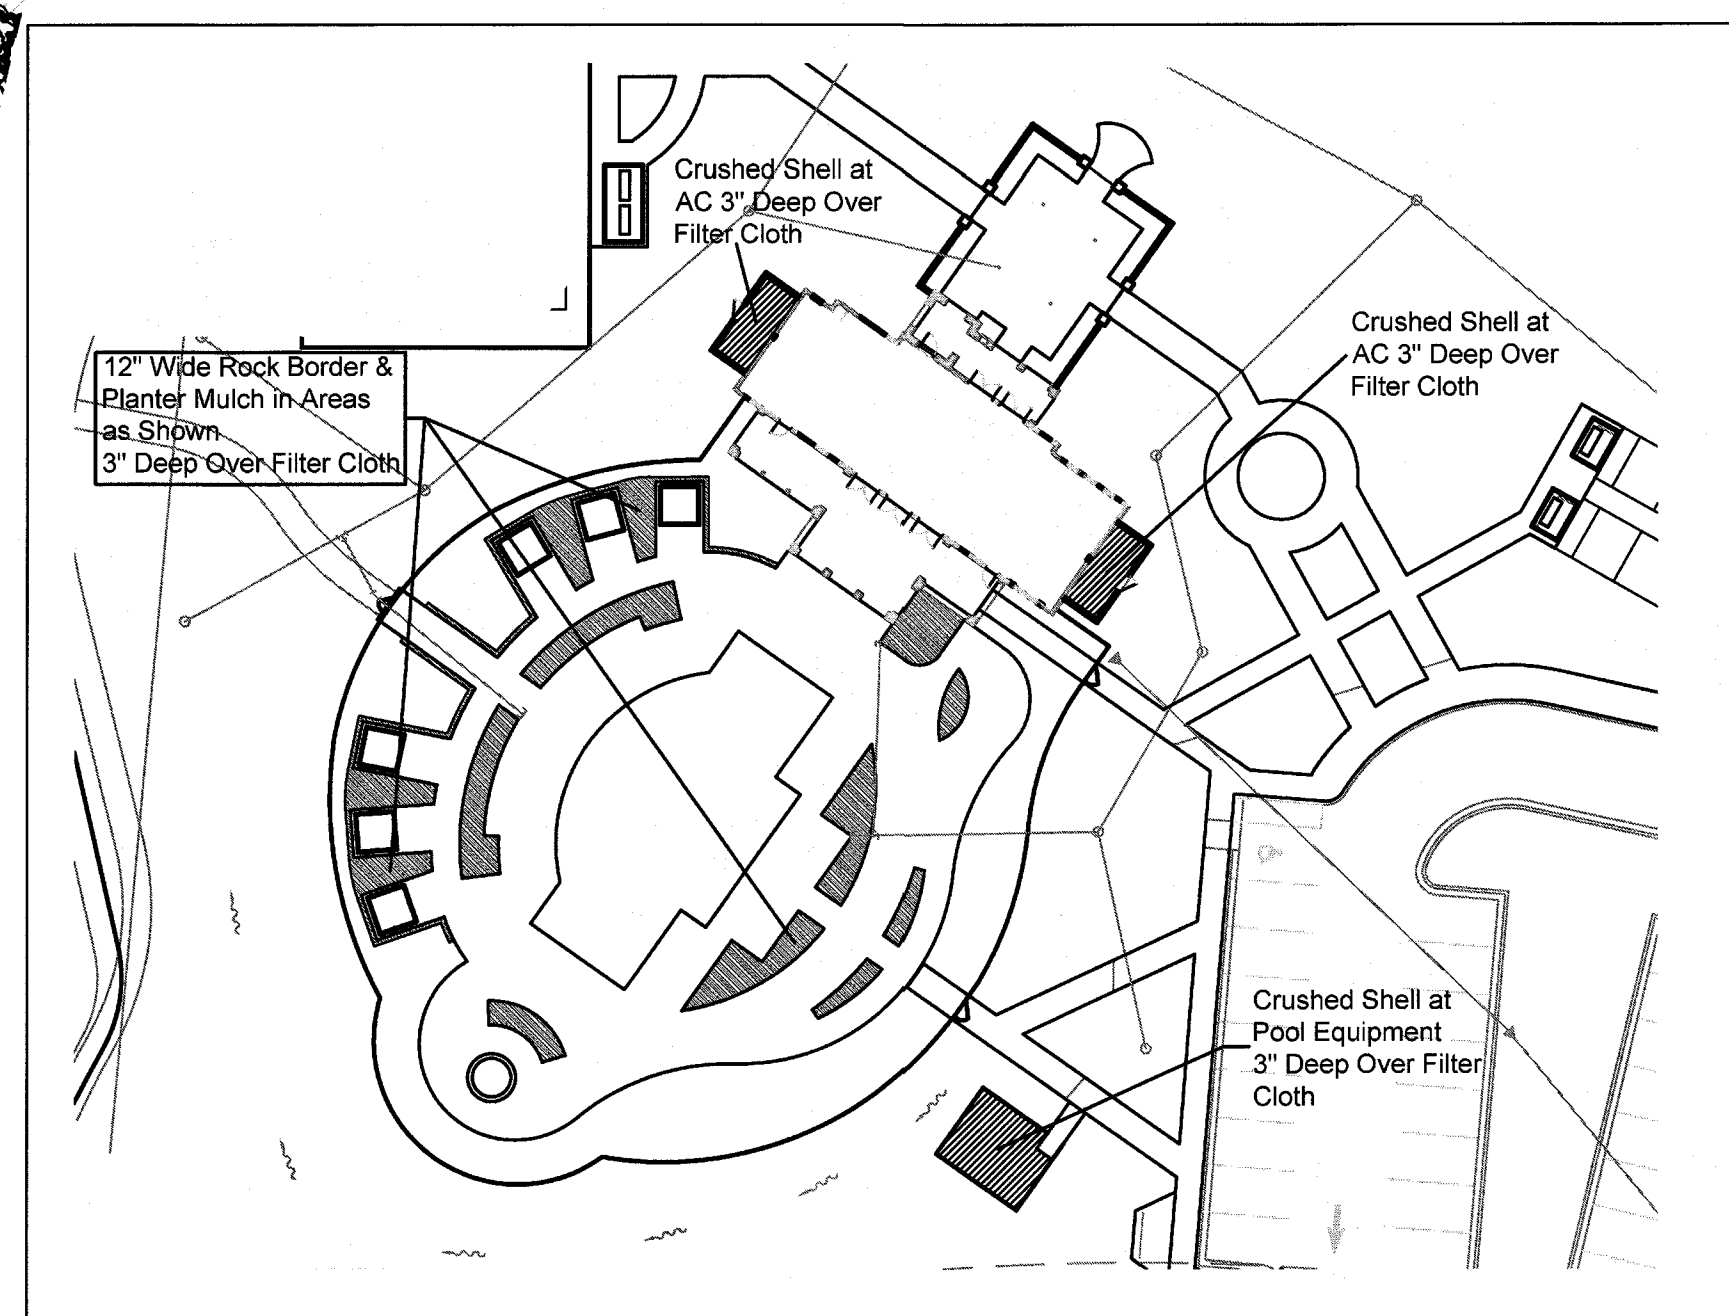 Crushed Shell at
AC 3" Deep Over
Filter Cloth
Crushed Shell at
AC 3" Deep Over
Filter Cloth
12" Wide Rock Border &
Planter Mulch in Areas
as Shown
3" Deep Over Filter Cloth
Crushed Shell at
Pool Equipment
3" Deep Over Filter
Cloth